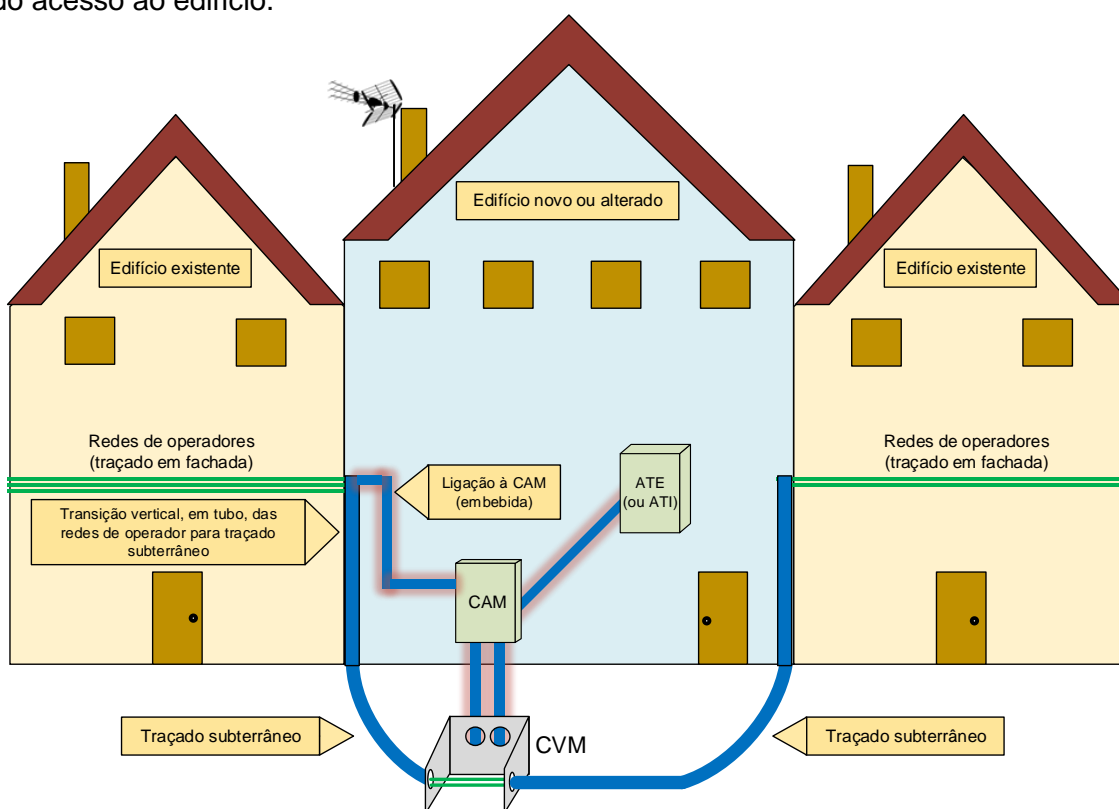 do acesso ao edifício.
Edifício novo ou alterado
Edifício existente
Edifício existente
Redes de operadores
(traçado em fachada)
Redes de operadores
(traçado em fachada)
Ligação à CAM
(embebida)
ATE
(ou ATI)
Transição vertical, em tubo, das
redes de operador para traçado
subterrâneo
CAM
Traçado subterrâneo
CVM
Traçado subterrâneo